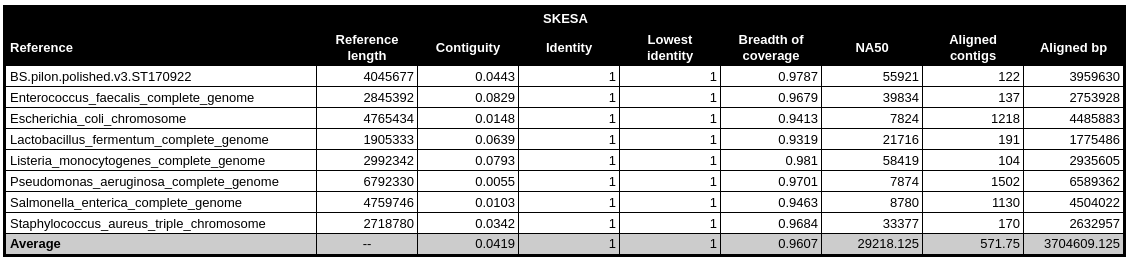 SKESA
Reference Reference length Contiguity Identity Lowest identity Breadth of coverage NA50 Aligned contigs Aligned bp
BS.pilon.polished.v3.ST170922 4045677 0.0443 1 1 0.9787 55921 122 3959630
Enterococcus_faecalis_complete_genome 2845392 0.0829 1 1 0.9679 39834 137 2753928
Escherichia_coli_chromosome 4765434 0.0148 1 1 0.9413 7824 1218 4485883
Lactobacillus_fermentum_complete_genome 1905333 0.0639 1 1 0.9319 21716 191 1775486
Listeria_monocytogenes_complete_genome 2992342 0.0793 1 1 0.981 58419 104 2935605
Pseudomonas_aeruginosa_complete_genome 6792330 0.0055 1 1 0.9701 7874 1502 6589362
Salmonella_enterica_complete_genome 4759746 0.0103 1 1 0.9463 8780 1130 4504022
Staphylococcus_aureus_triple_chromosome 2718780 0.0342 1 1 0.9684 33377 170 2632957
Average -- 0.0419 1 1 0.9607 29218.125 571.75 3704609.125